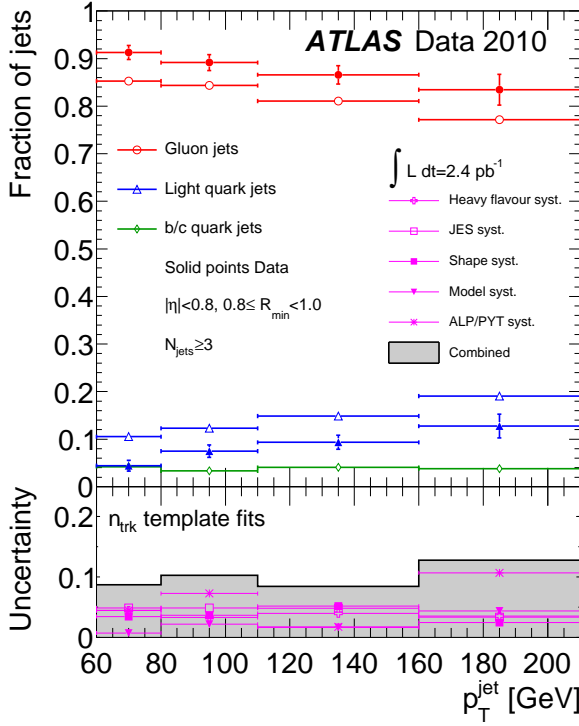 ATLAS Data 2010
Fraction of jets
1
0.9
0.8
0.7
0.6
0.5
0.4
0.3
0.2
0.1
0
Gluon jets
Light quark jets
b/c quark jets
Solid points Data
|η|<0.8, 0.8≤ R_min<1.0
N_jets≥3
∫ L dt=2.4 pb⁻¹
Heavy flavour syst.
JES syst.
Shape syst.
Model syst.
ALP/PYT syst.
Combined
Uncertainty
n_trk template fits
0.2
0.1
0
60 80 100 120 140 160 180 200
p_T^jet [GeV]